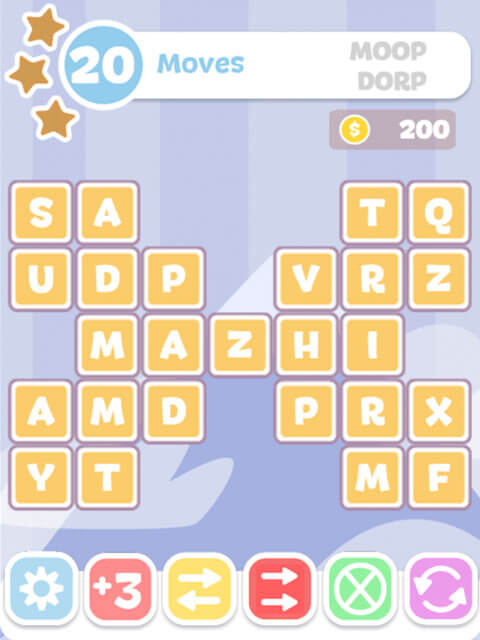 20 Moves MOOP
DORP
$ 200
S A T Q
U D P V R Z
M A Z H I
A M D P R X
Y T M F
+3